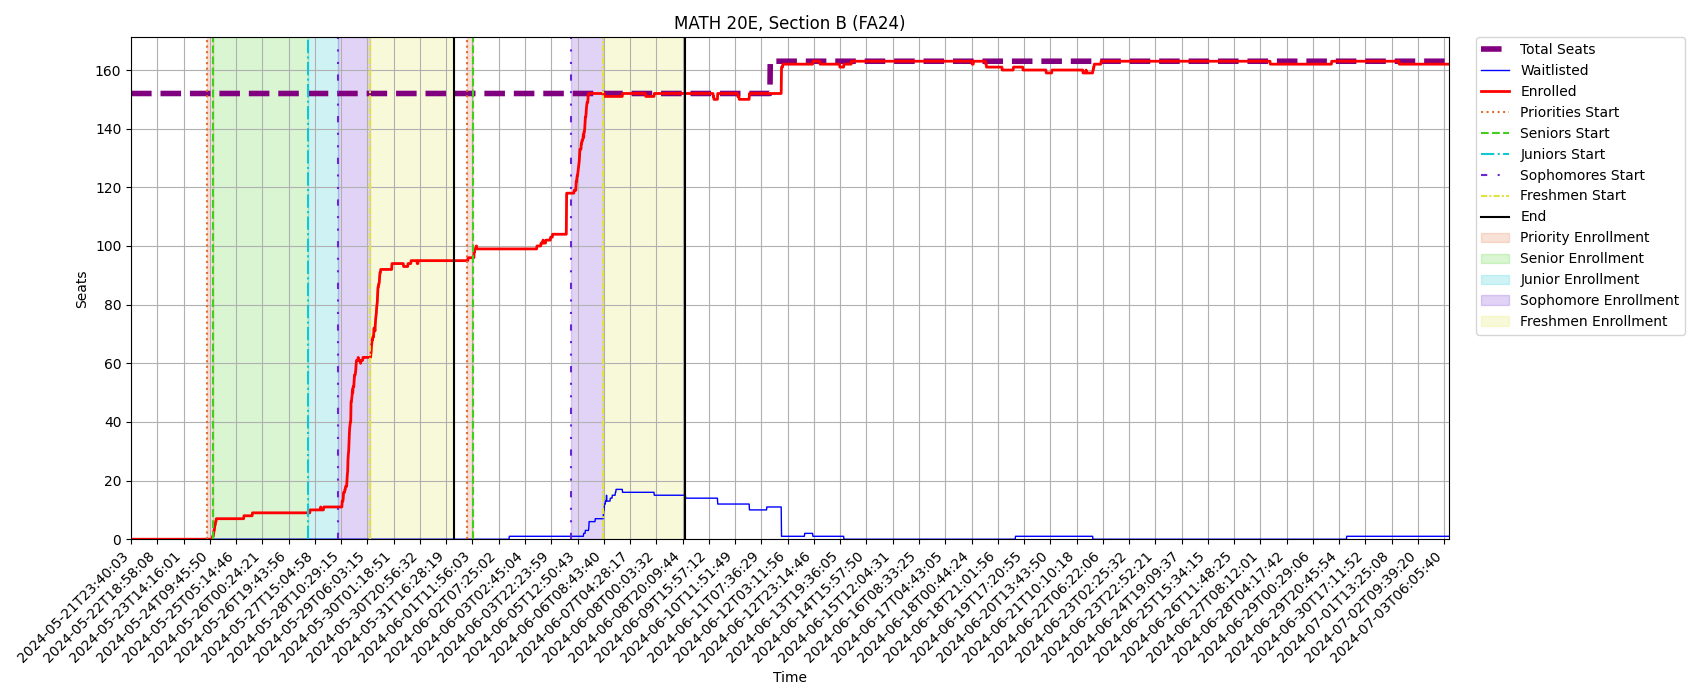 MATH 20E, Section B (FA24)
Seats
160
140
120
100
80
60
40
20
0
2024-05-21T23:40:03
2024-05-22T18:58:08
2024-05-23T14:16:01
2024-05-24T09:45:50
2024-05-25T05:14:46
2024-05-26T00:24:21
2024-05-26T19:43:56
2024-05-27T15:04:58
2024-05-28T10:29:15
2024-05-29T06:03:15
2024-05-30T01:18:51
2024-05-30T20:56:32
2024-05-31T16:28:19
2024-06-01T11:56:03
2024-06-02T07:25:02
2024-06-03T02:45:04
2024-06-03T22:23:59
2024-06-05T12:50:43
2024-06-06T08:43:40
2024-06-07T04:28:17
2024-06-08T00:03:32
2024-06-08T20:09:44
2024-06-09T15:57:12
2024-06-10T11:51:49
2024-06-11T07:36:29
2024-06-12T03:11:56
2024-06-12T23:14:46
2024-06-13T19:36:05
2024-06-14T15:57:50
2024-06-15T12:04:31
2024-06-16T08:33:25
2024-06-17T04:43:05
2024-06-18T00:44:24
2024-06-18T21:01:56
2024-06-19T17:20:55
2024-06-20T13:43:50
2024-06-21T10:10:18
2024-06-22T06:22:06
2024-06-23T02:25:32
2024-06-23T22:52:21
2024-06-24T19:09:37
2024-06-25T15:34:15
2024-06-26T11:48:25
2024-06-27T08:12:01
2024-06-28T04:17:42
2024-06-29T00:29:06
2024-06-29T20:45:54
2024-06-30T17:11:52
2024-07-01T13:25:08
2024-07-02T09:39:20
2024-07-03T06:05:40
Time
Total Seats
Waitlisted
Enrolled
Priorities Start
Seniors Start
Juniors Start
Sophomores Start
Freshmen Start
End
Priority Enrollment
Senior Enrollment
Junior Enrollment
Sophomore Enrollment
Freshmen Enrollment